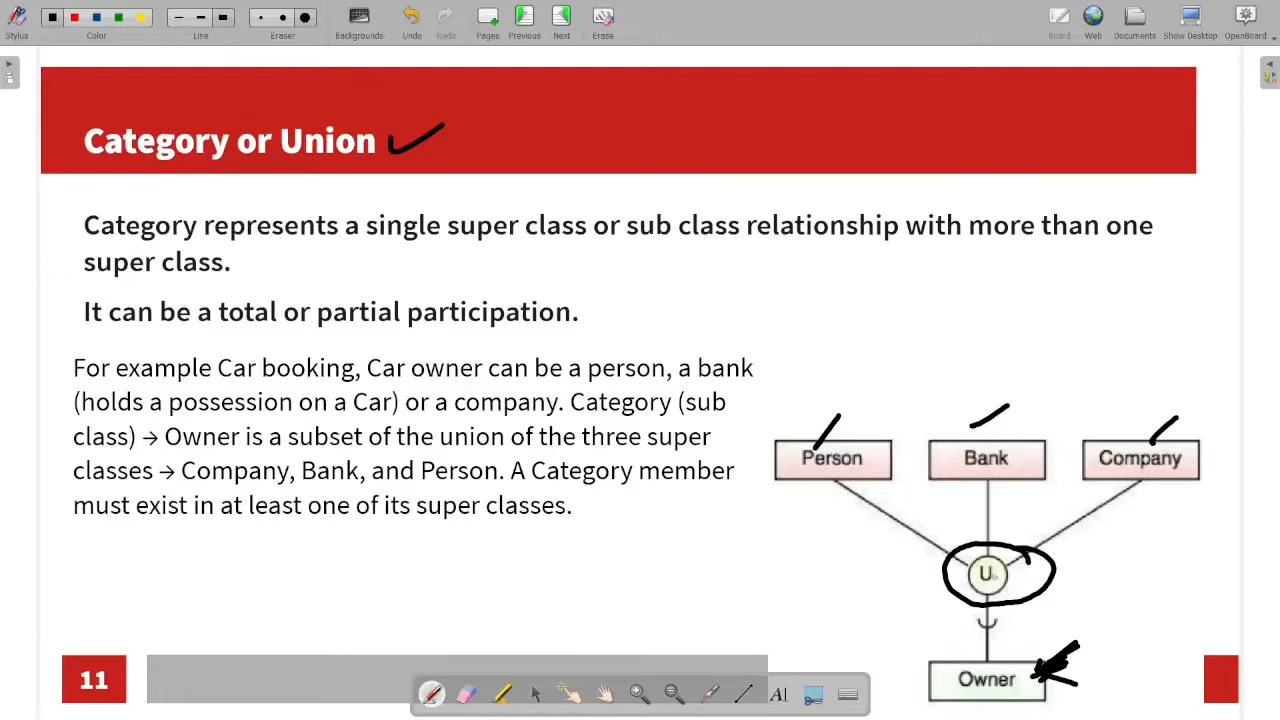 Stylus Color Line Eraser Backgrounds Undo Redo Pages Previous Next Erase Board Web Documents Show Desktop OpenBoard
Category or Union
Category represents a single super class or sub class relationship with more than one
super class.
It can be a total or partial participation.
For example Car booking, Car owner can be a person, a bank
(holds a possession on a Car) or a company. Category (sub
class) → Owner is a subset of the union of the three super
classes → Company, Bank, and Person. A Category member
must exist in at least one of its super classes.
Person Bank Company
U
Owner
11